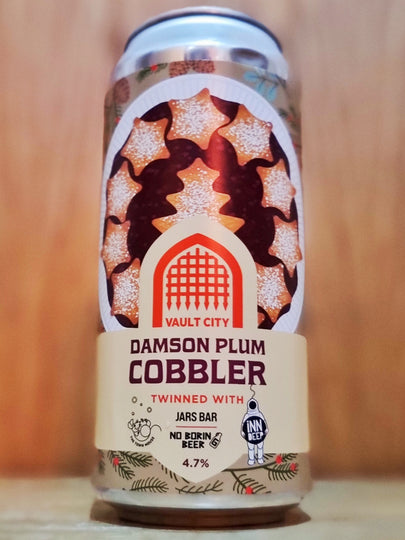 VAULT CITY
DAMSON PLUM
COBBLER
TWINNED WITH
JARS BAR
NO BORIN
BEER
iNN
DEEP
4.7%